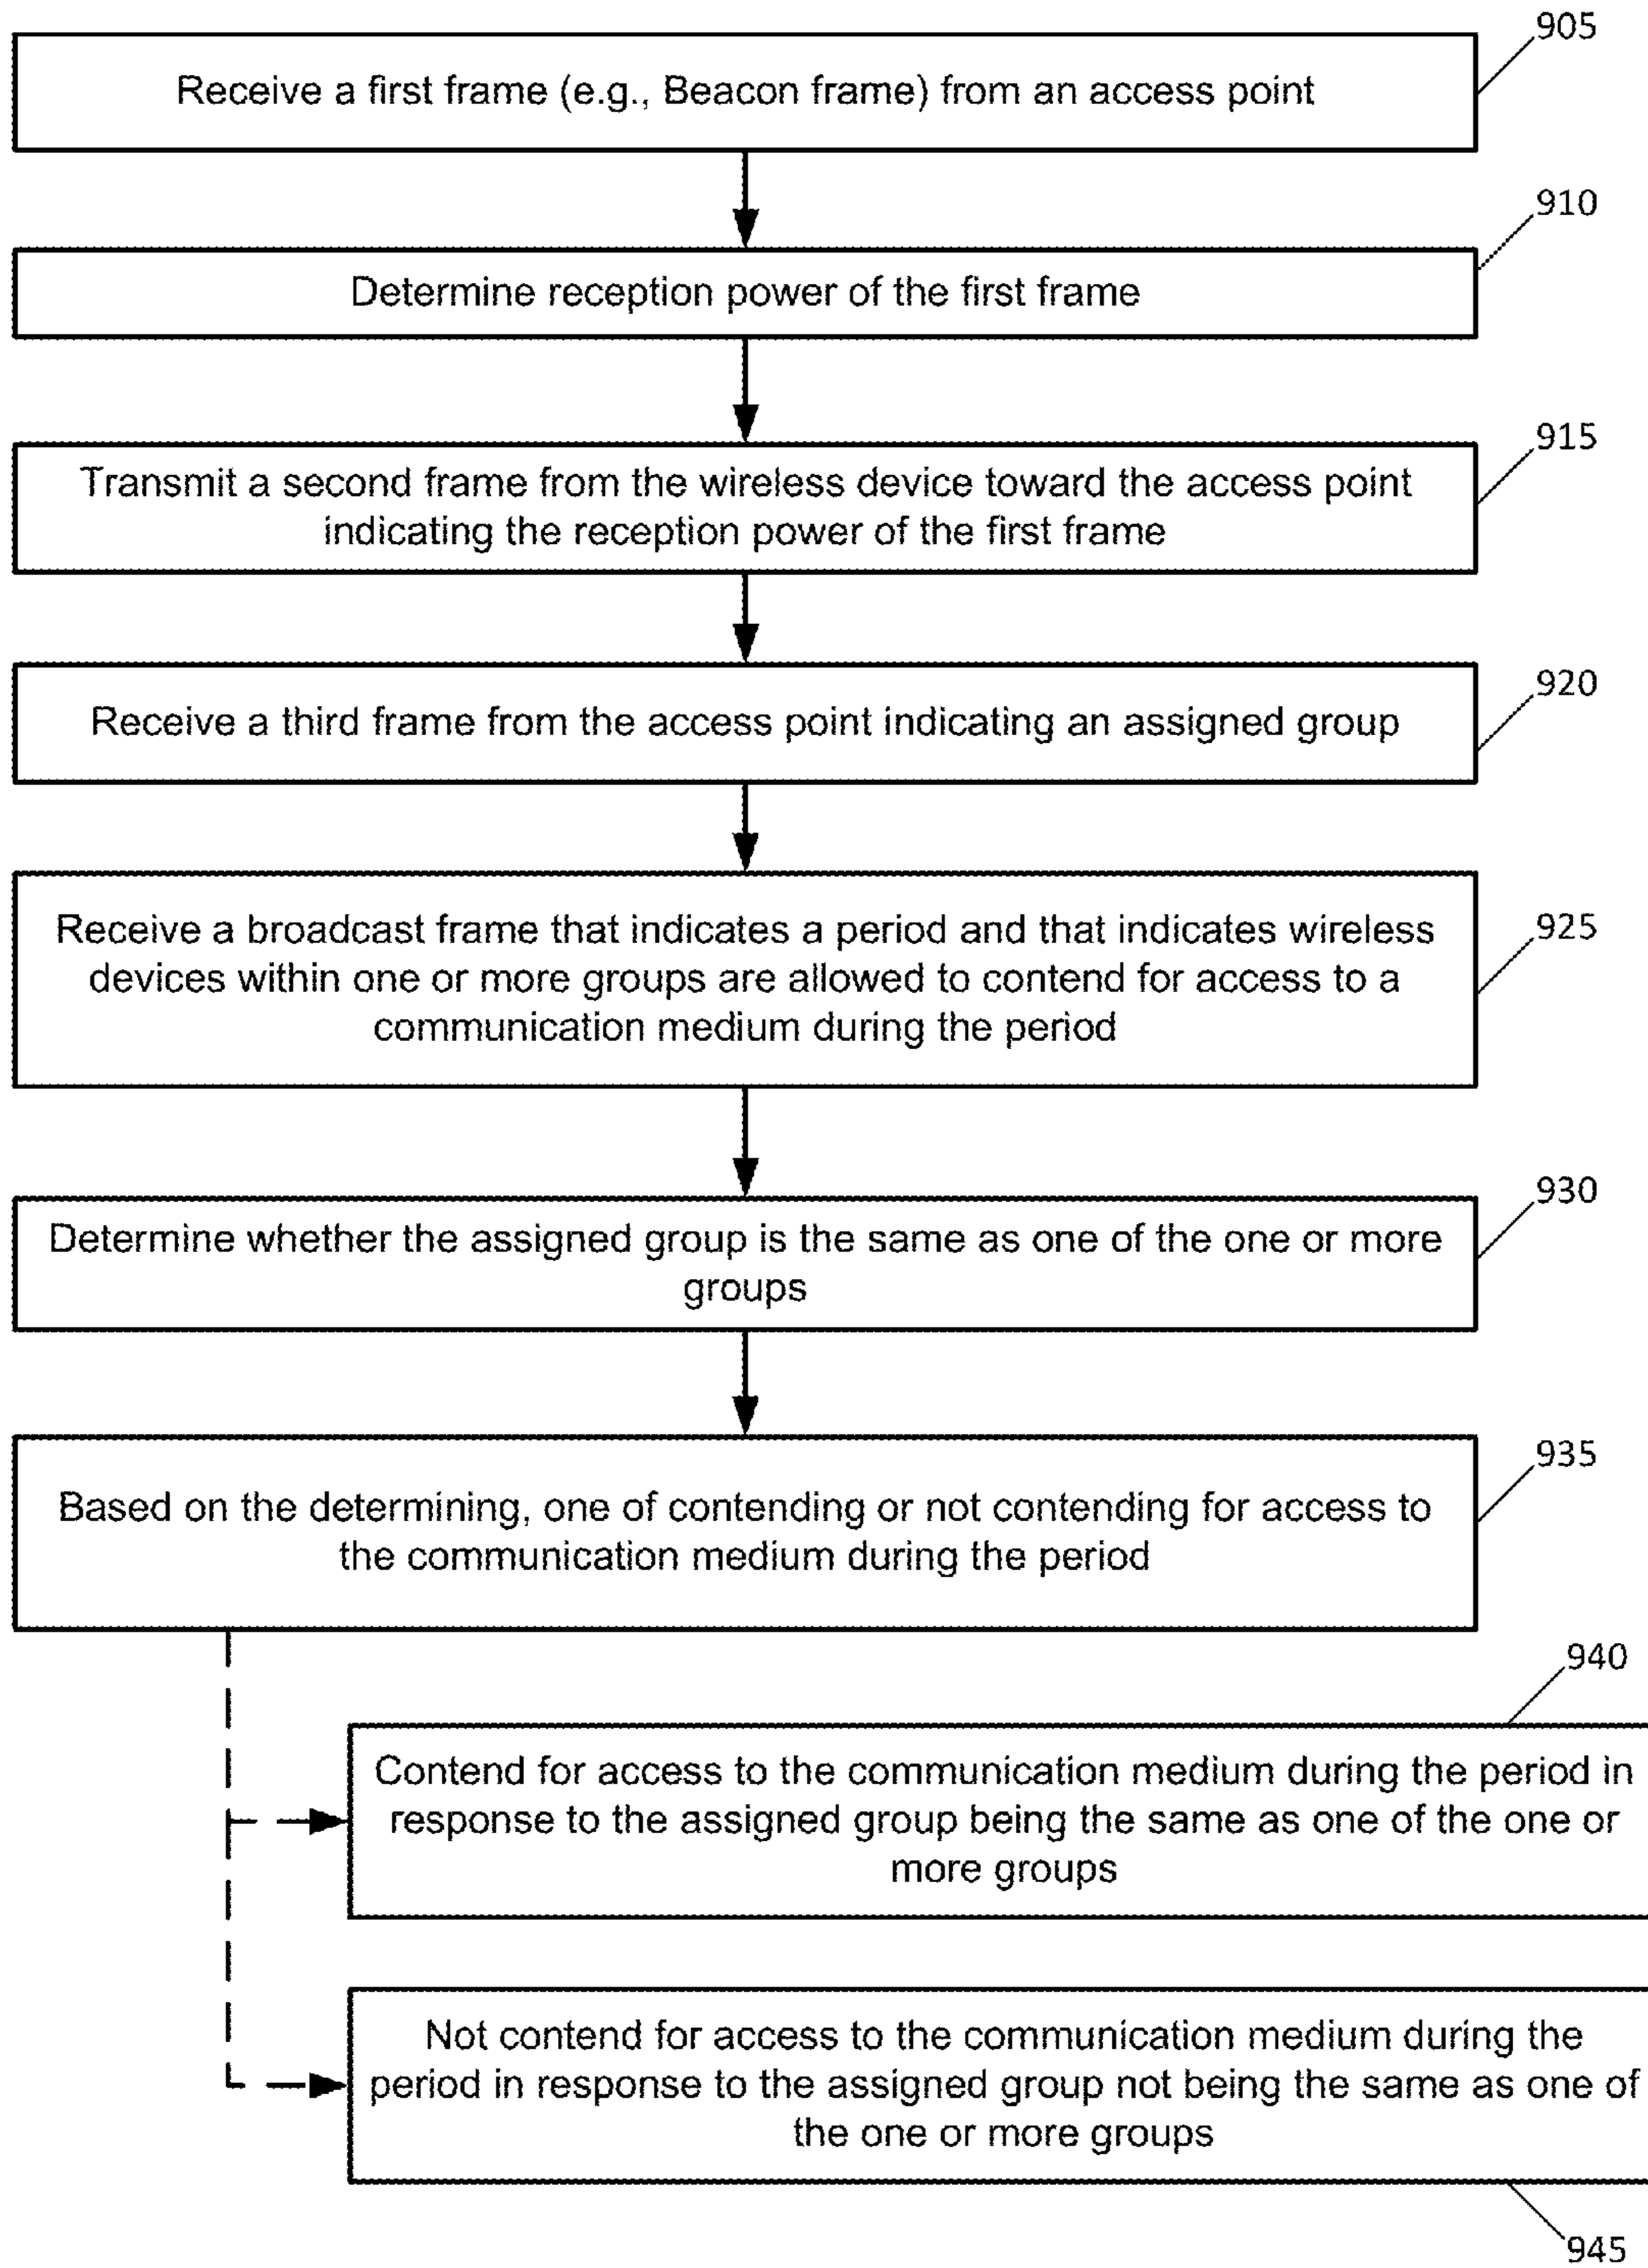 905
Receive a first frame (e.g., Beacon frame) from an access point
910
Determine reception power of the first frame
915
Transmit a second frame from the wireless device toward the access point
indicating the reception power of the first frame
920
Receive a third frame from the access point indicating an assigned group
925
Receive a broadcast frame that indicates a period and that indicates wireless
devices within one or more groups are allowed to contend for access to a
communication medium during the period
930
Determine whether the assigned group is the same as one of the one or more
groups
935
Based on the determining, one of contending or not contending for access to
the communication medium during the period
940
Contend for access to the communication medium during the period in
response to the assigned group being the same as one of the one or
more groups
Not contend for access to the communication medium during the
period in response to the assigned group not being the same as one of
the one or more groups
945